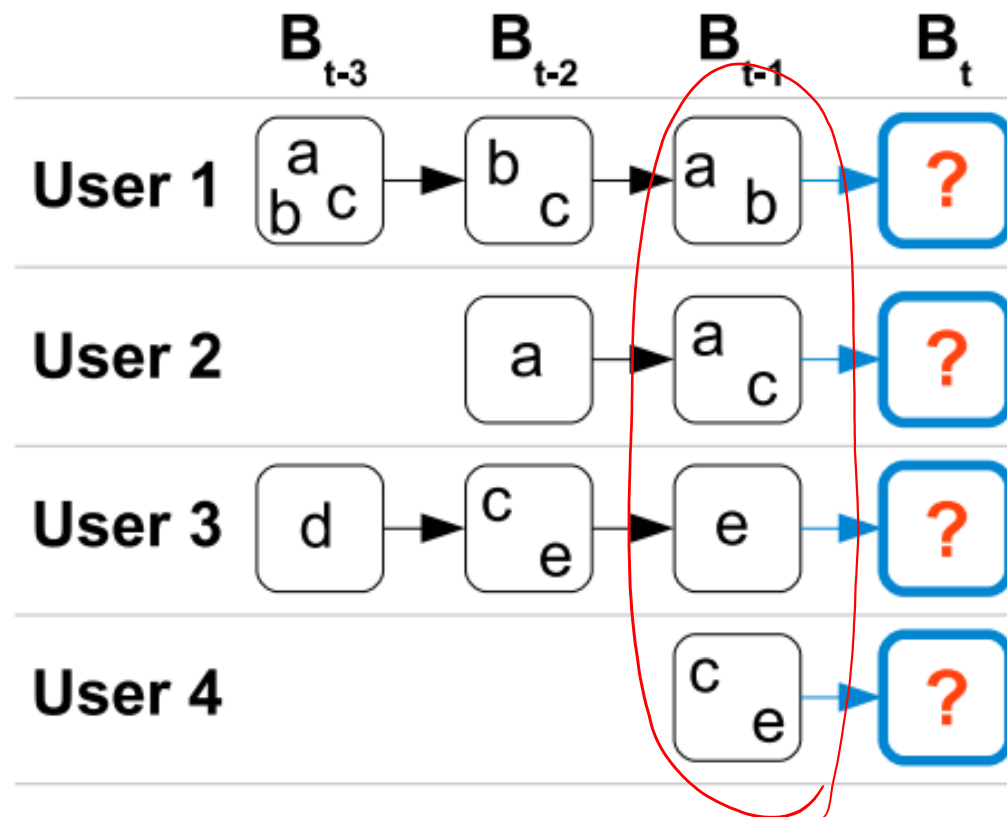 B t-3 B t-2 B t-1 B t
User 1 a b c b c a b ?
User 2 a a c ?
User 3 d c e e ?
User 4 c e ?